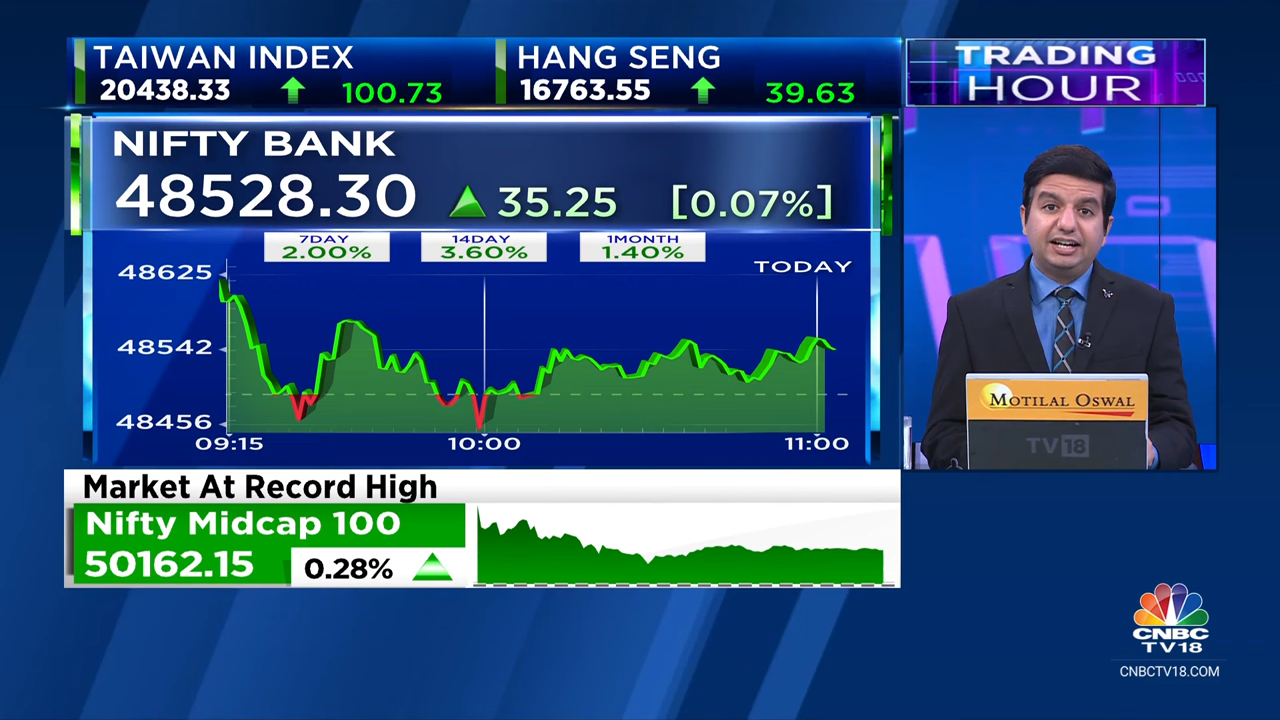 TAIWAN INDEX
20438.33 100.73
HANG SENG
16763.55 39.63
TRADING
HOUR
NIFTY BANK
48528.30 35.25 [0.07%]
7DAY
2.00%
14DAY
3.60%
1MONTH
1.40%
TODAY
48625
48542
48456
09:15 10:00 11:00
MOTILAL OSWAL
TV18
Market At Record High
Nifty Midcap 100
50162.15 0.28%
CNBC
TV18
CNBCTV18.COM